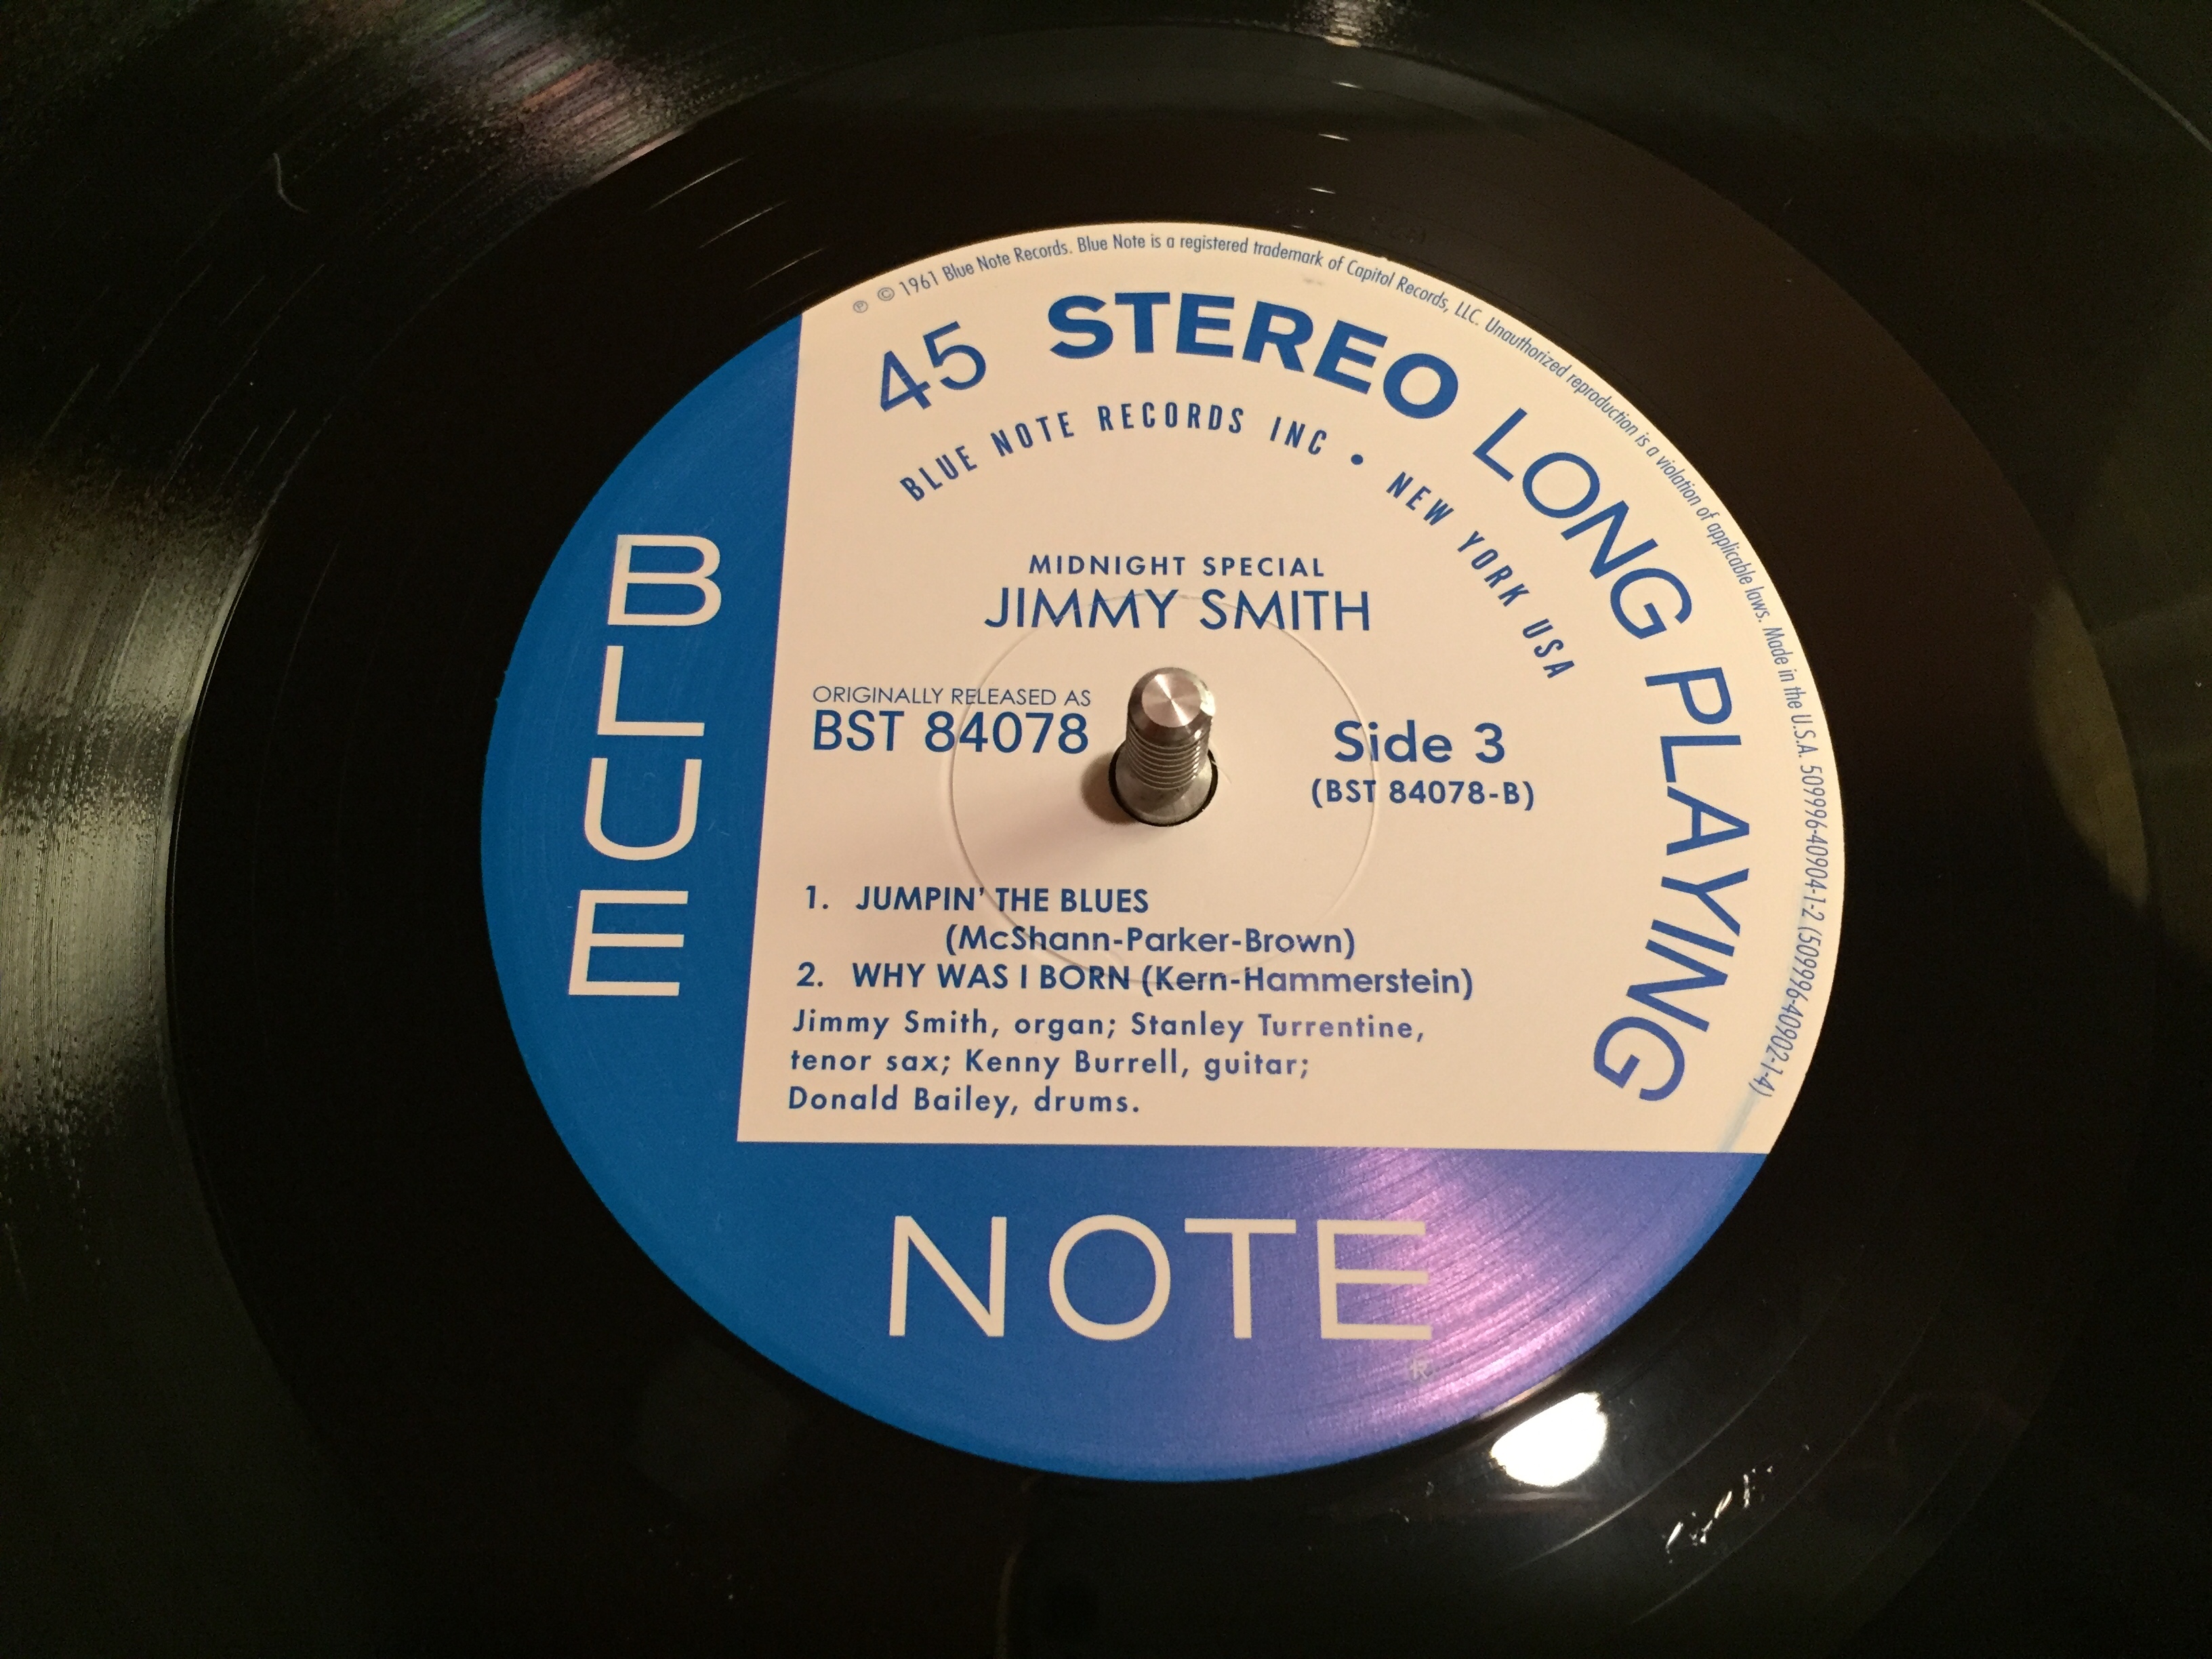 ℗ © 1961 Blue Note Records. Blue Note is a registered trademark of Capitol Records, LLC. Unauthorized reproduction is a violation of applicable laws. Made in the U.S.A. 509996-40904-1-2 (509996-40902-1-4)
45 STEREO LONG PLAYING
BLUE NOTE RECORDS INC • NEW YORK USA
MIDNIGHT SPECIAL
JIMMY SMITH
ORIGINALLY RELEASED AS
BST 84078
Side 3
(BST 84078-B)
1. JUMPIN' THE BLUES
(McShann-Parker-Brown)
2. WHY WAS I BORN (Kern-Hammerstein)
Jimmy Smith, organ; Stanley Turrentine,
tenor sax; Kenny Burrell, guitar;
Donald Bailey, drums.
BLUE
NOTE
®